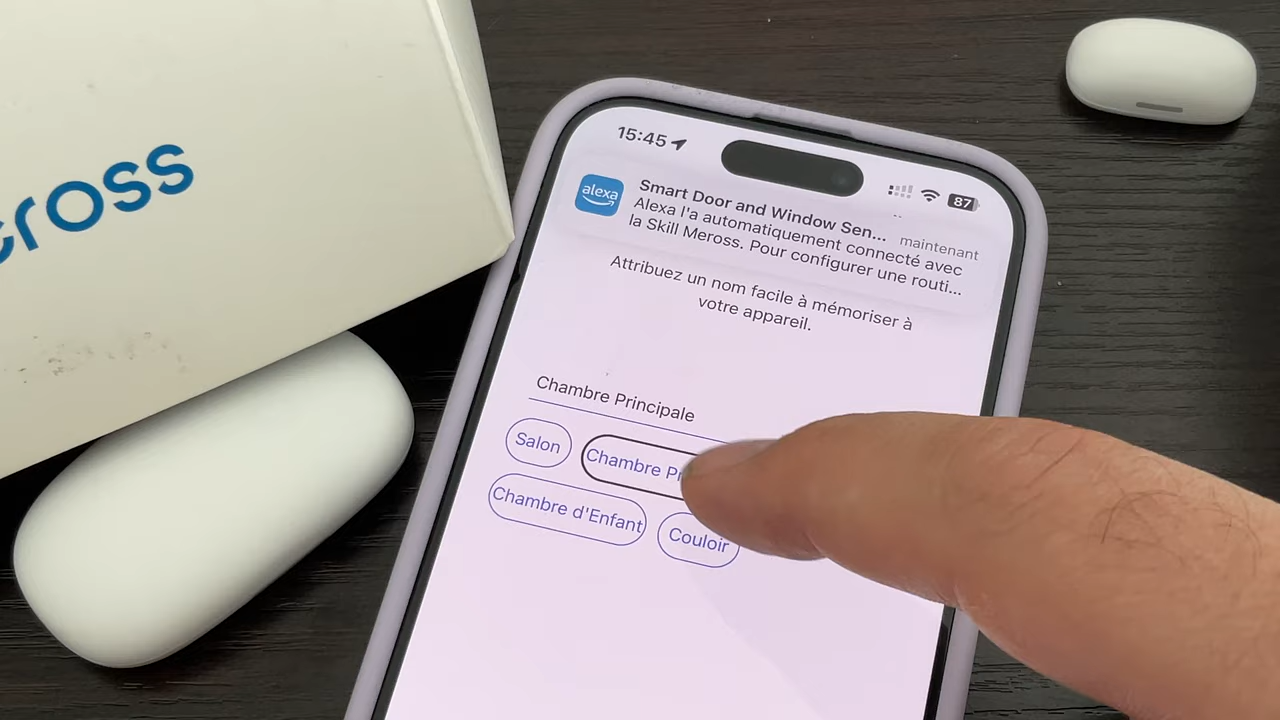 cross
15:45
87
alexa
Smart Door and Window Sen...
maintenant
Alexa l'a automatiquement connecté avec
la Skill Meross. Pour configurer une routi...
Attribuez un nom facile à mémoriser à
votre appareil.
Chambre Principale
Salon
Chambre Pr
Chambre d'Enfant
Couloir